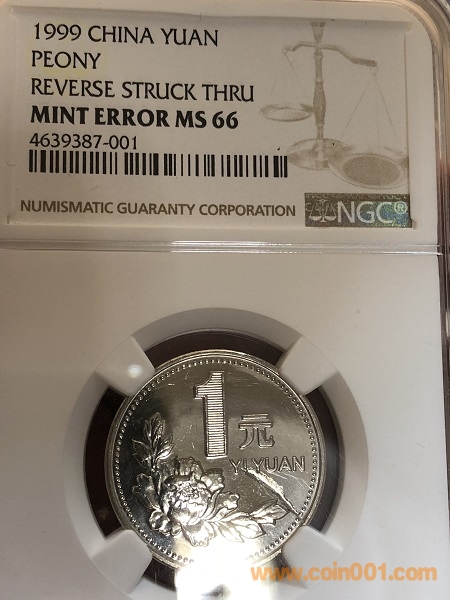 1999 CHINA YUAN
PEONY
REVERSE STRUCK THRU
MINT ERROR MS 66
4639387-001
NUMISMATIC GUARANTY CORPORATION
NGC®
1元
YI YUAN
www.coin001.com